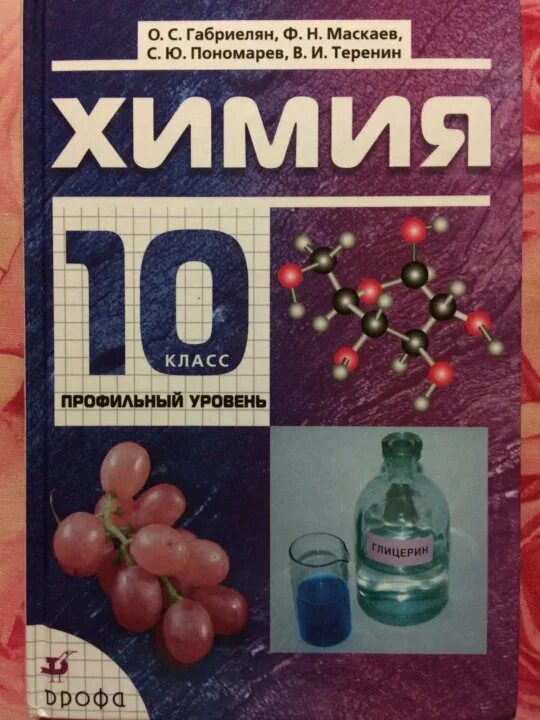 О. С. Габриелян, Ф. Н. Маскаев,
С. Ю. Пономарев, В. И. Теренин
ХИМИЯ
10
КЛАСС
ПРОФИЛЬНЫЙ УРОВЕНЬ
ГЛИЦЕРИН
дрофа